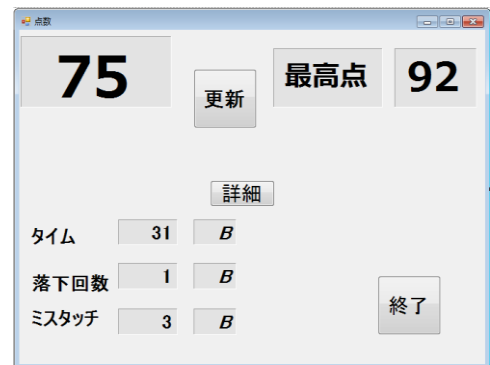 点数
75 更新 最高点 92
詳細
タイム 31 B
落下回数 1 B
ミスタッチ 3 B
終了